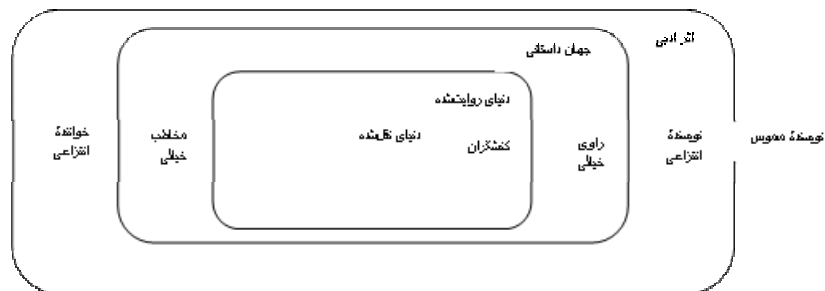 اثر ادبی
جهان داستانی
دنیای روایت‌شده
نویسندهٔ ملموس
نویسندهٔ
انتزاعی
راوی
خیالی
کنشگران
دنیای نقل‌شده
مخاطب
خیالی
خوانندهٔ
انتزاعی